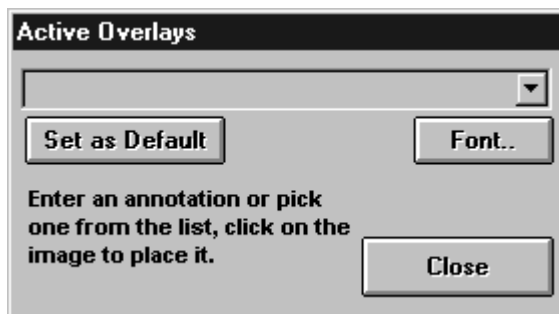 Active Overlays
Set as Default
Font..
Enter an annotation or pick
one from the list, click on the
image to place it.
Close